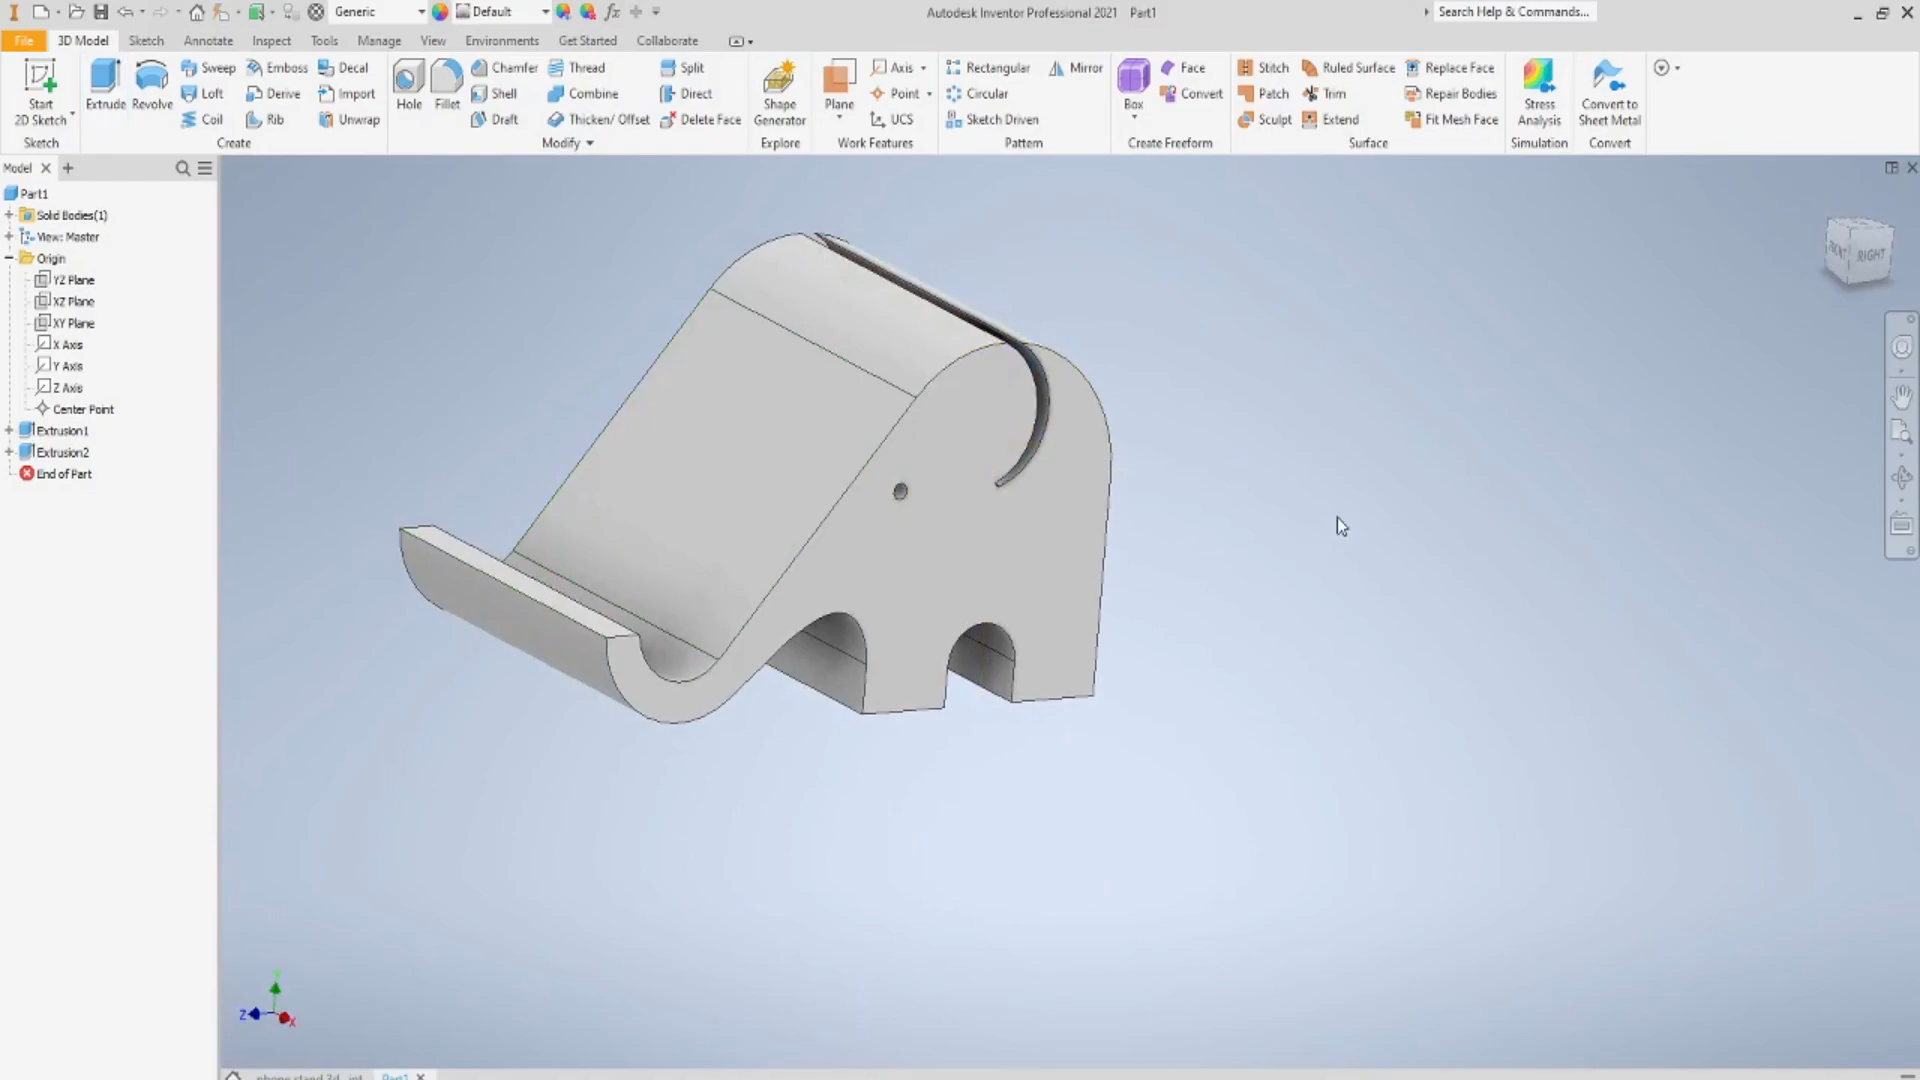 Generic
Default
fx
Autodesk Inventor Professional 2021 Part1
Search Help & Commands...
File 3D Model Sketch Annotate Inspect Tools Manage View Environments Get Started Collaborate
Start 2D Sketch
Sketch
Extrude
Revolve
Sweep Emboss Decal
Loft Derive Import
Coil Rib Unwrap
Create
Hole
Fillet
Chamfer Thread Split
Shell Combine Direct
Draft Thicken/ Offset Delete Face
Modify
Shape Generator
Explore
Plane
Axis
Point
UCS
Work Features
Rectangular Mirror
Circular
Sketch Driven
Pattern
Box
Face
Convert
Create Freeform
Stitch Ruled Surface Replace Face
Patch Trim Repair Bodies
Sculpt Extend Fit Mesh Face
Surface
Stress Analysis
Simulation
Convert to Sheet Metal
Convert
Model
Part1
Solid Bodies(1)
View: Master
Origin
YZ Plane
XZ Plane
XY Plane
X Axis
Y Axis
Z Axis
Center Point
Extrusion1
Extrusion2
End of Part
FRONT RIGHT
Y
Z
X
phone stand 3d .ipt Part1